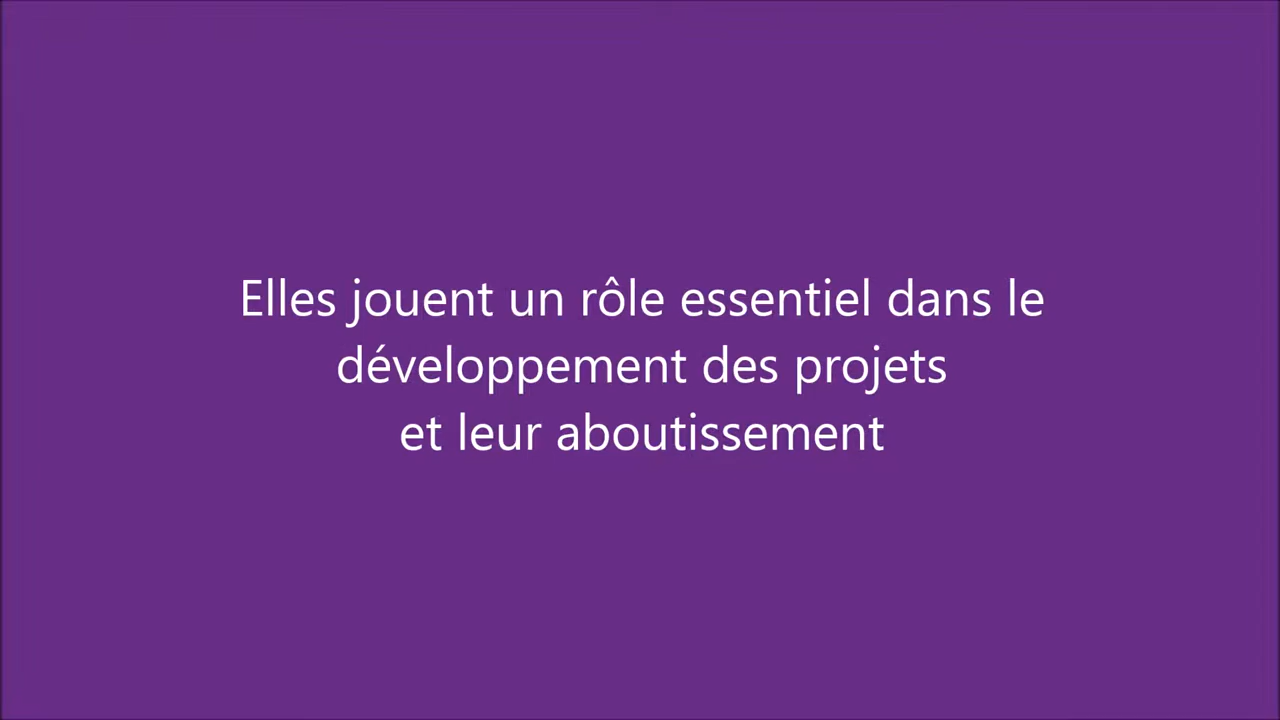 Elles jouent un rôle essentiel dans le
développement des projets
et leur aboutissement